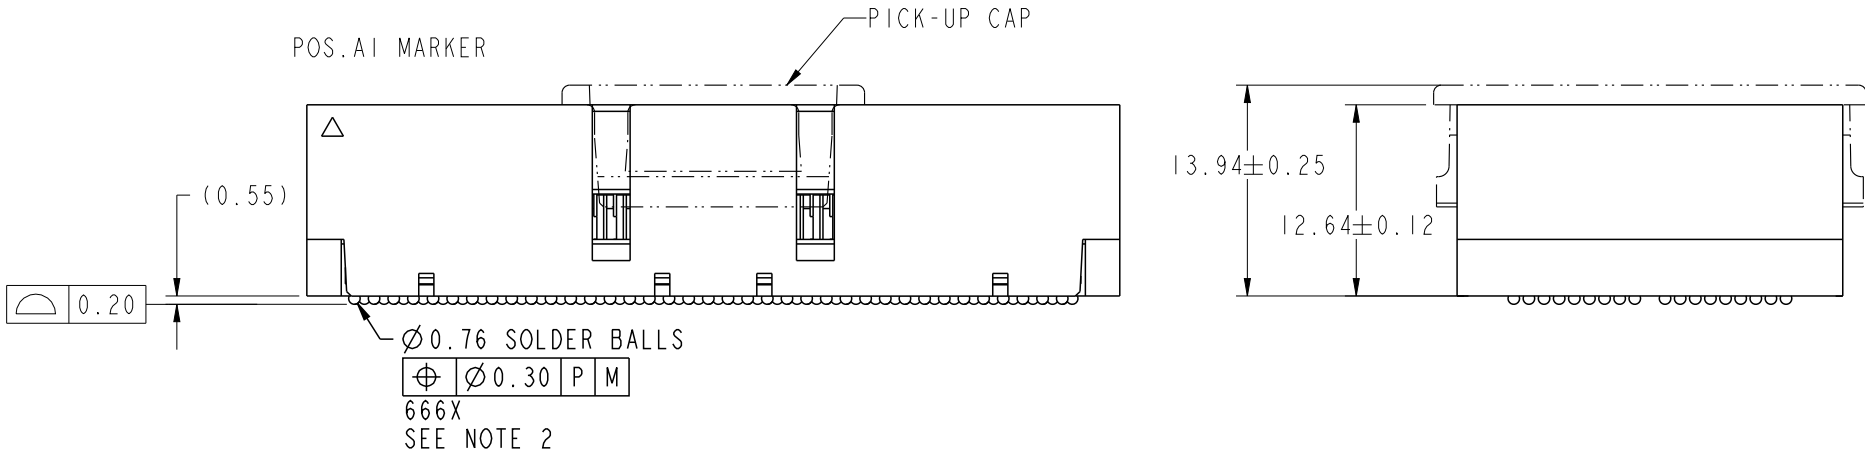 PICK-UP CAP
POS.A1 MARKER
13.94±0.25
(0.55)
12.64±0.12
0.20
Ø0.76 SOLDER BALLS
⌖ Ø0.30 P M
666X
SEE NOTE 2